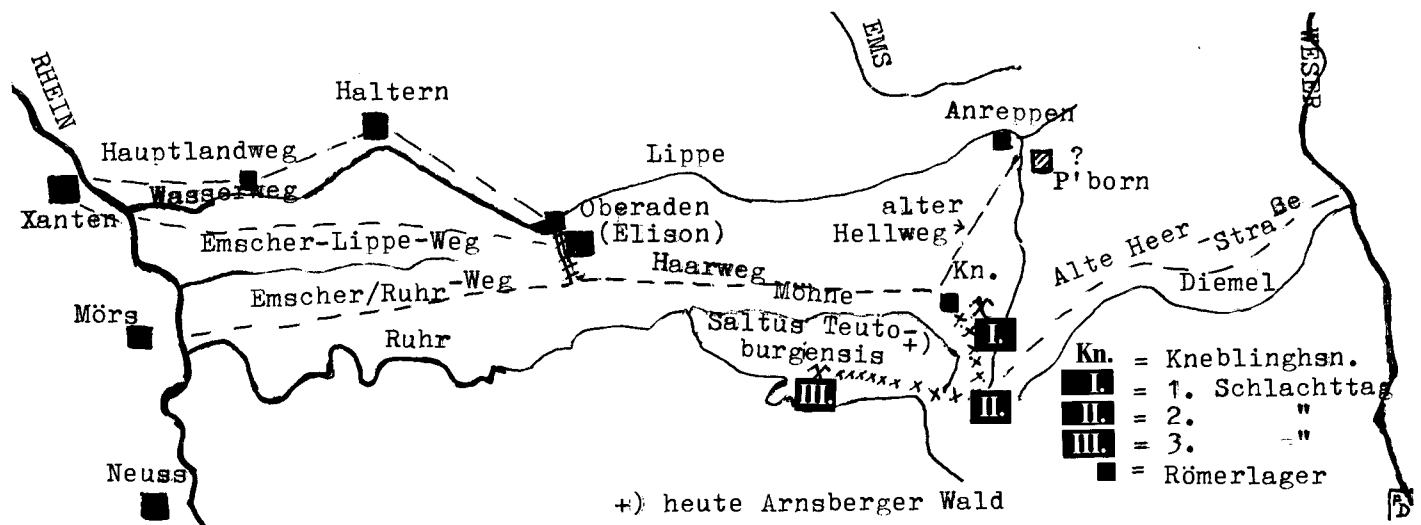 RHEIN
EMS
WESER
Haltern
Anreppen
Hauptlandweg
Lippe
?
P'born
Wasserweg
Xanten
Oberaden
(Elison)
alter
Hellweg
Emscher-Lippe-Weg
Alte Heer-Straße
Haarweg
Kn.
Diemel
Emscher/Ruhr-Weg
Möhne
Mörs
Saltus Teuto-+)
burgensis
Ruhr
I.
II.
III.
Kn. = Kneblinghsn.
I. = 1. Schlachttag
II. = 2. "
III. = 3. -"
= Römerlager
Neuss
+) heute Arnsberger Wald